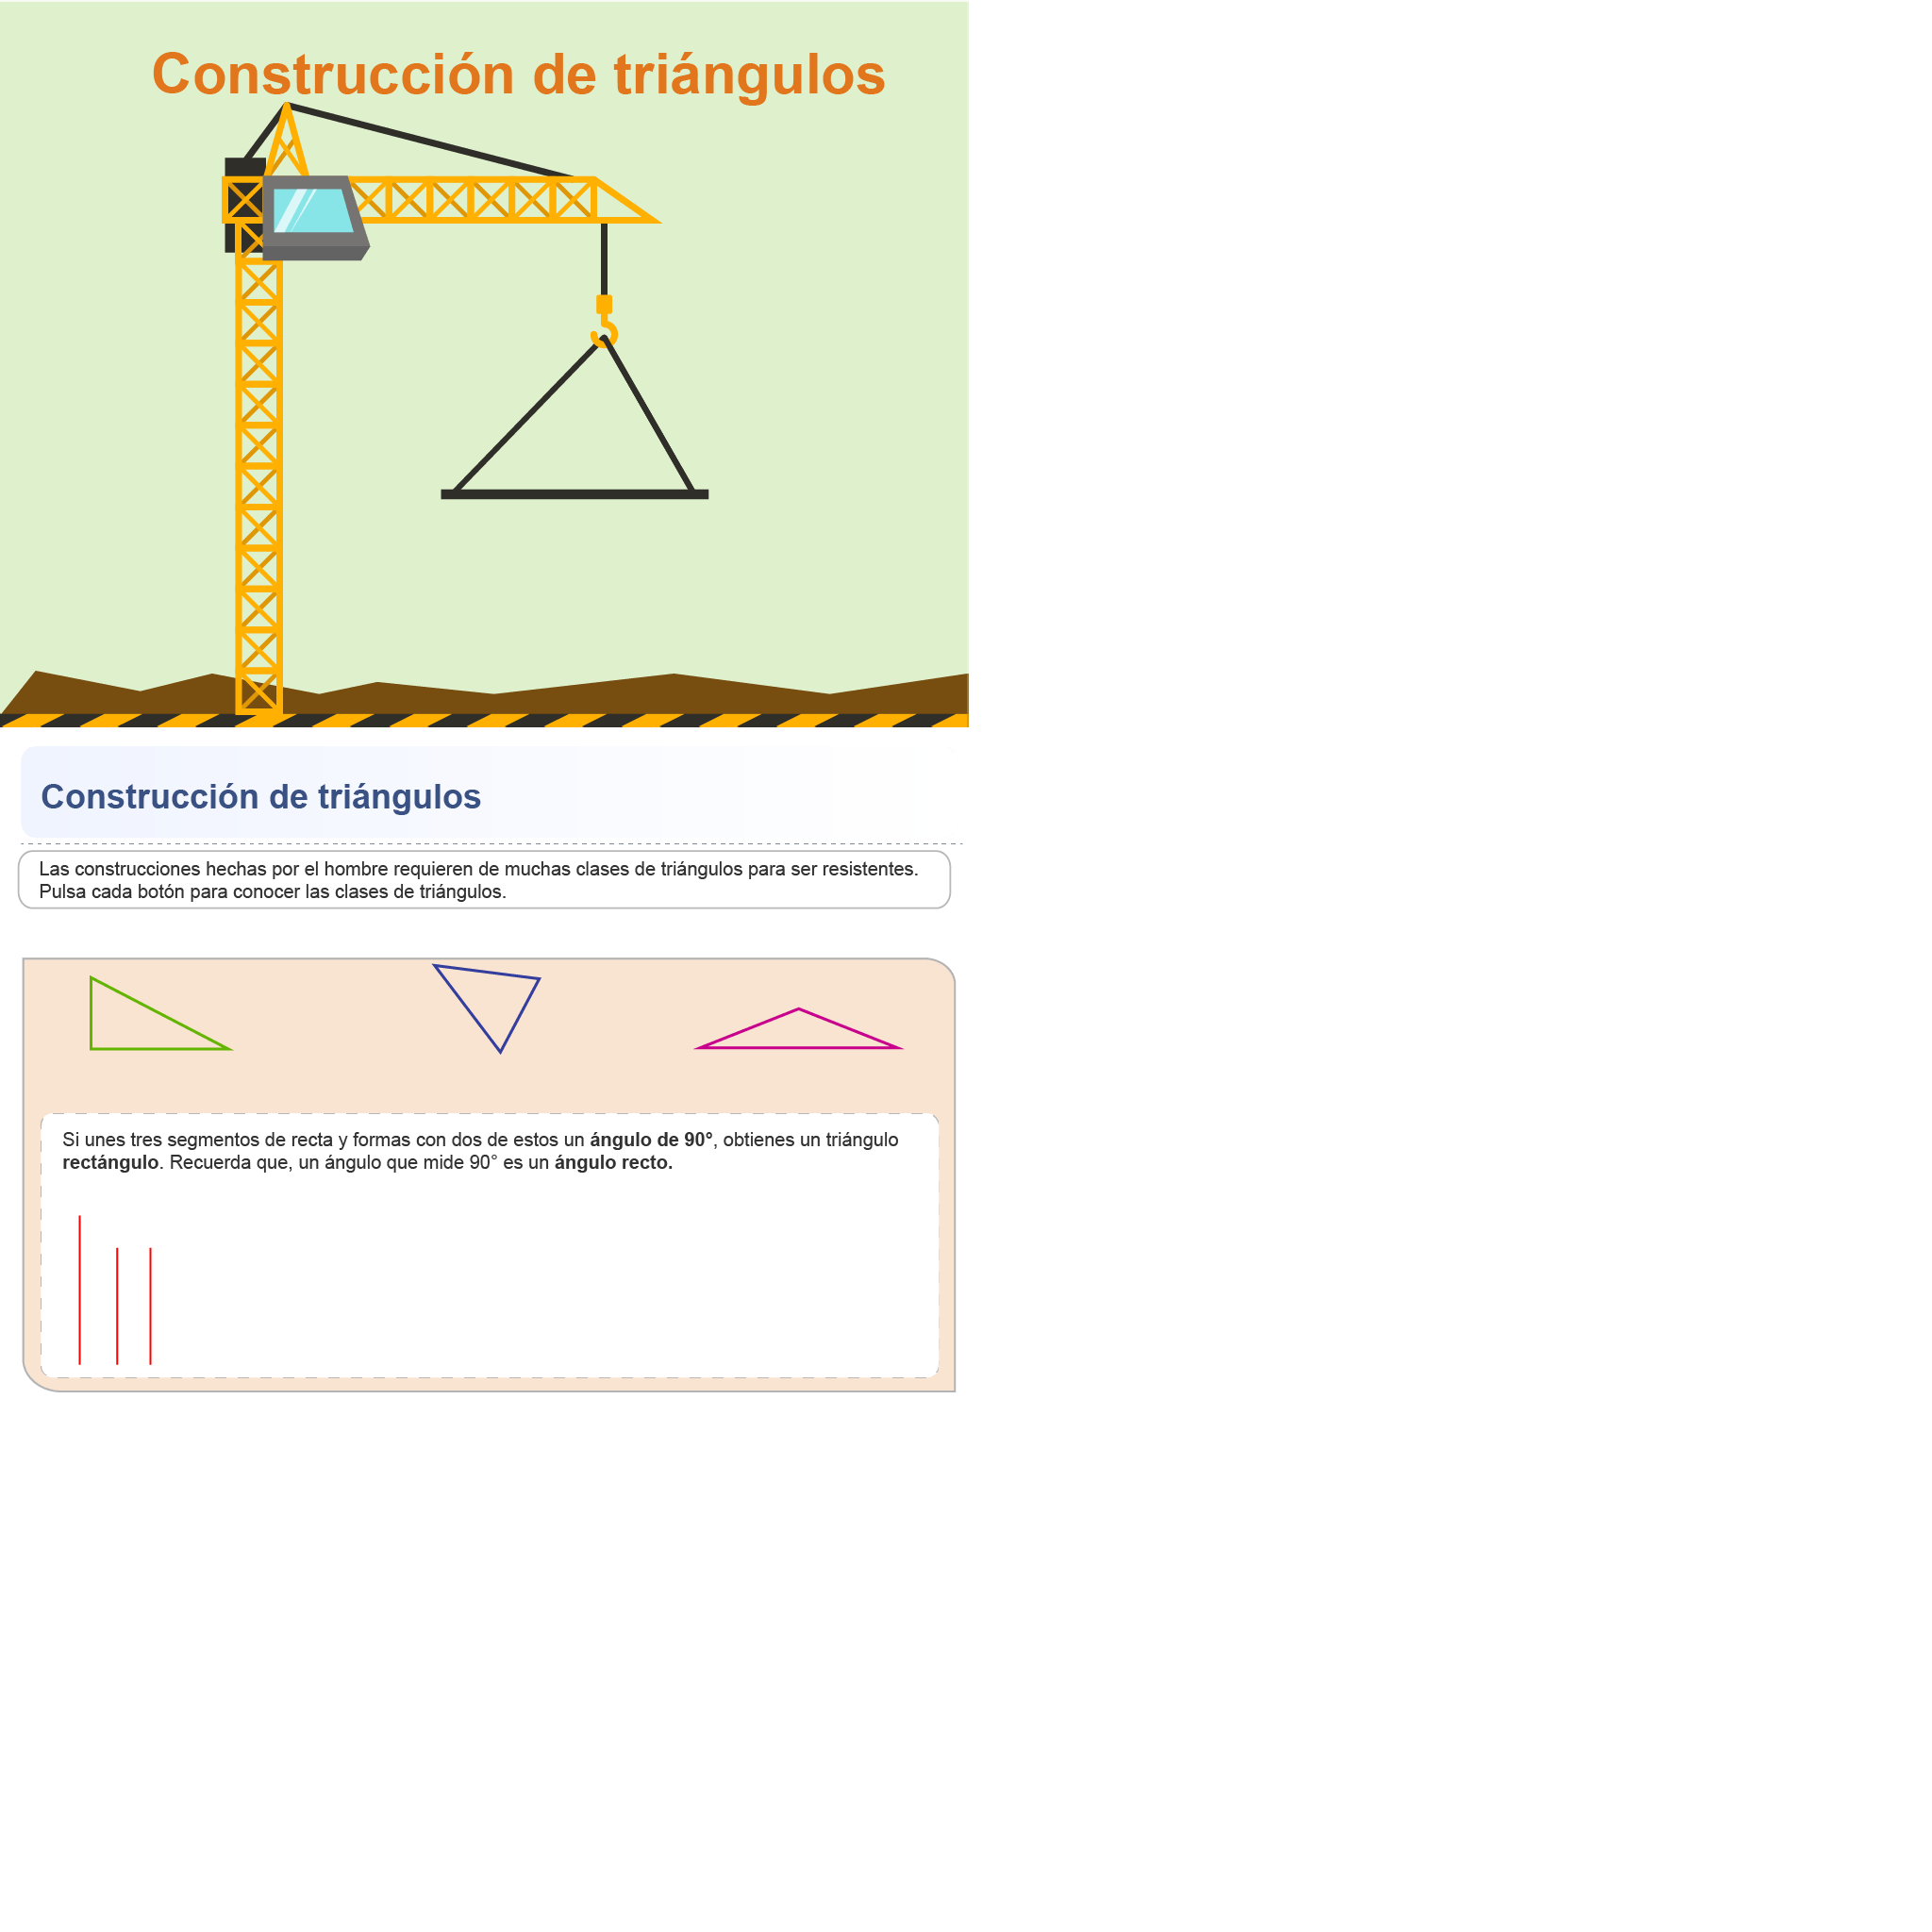 Construcción de triángulos
Construcción de triángulos
Las construcciones hechas por el hombre requieren de muchas clases de triángulos para ser resistentes.
Pulsa cada botón para conocer las clases de triángulos.
Si unes tres segmentos de recta y formas con dos de estos un ángulo de 90°, obtienes un triángulo
rectángulo. Recuerda que, un ángulo que mide 90° es un ángulo recto.